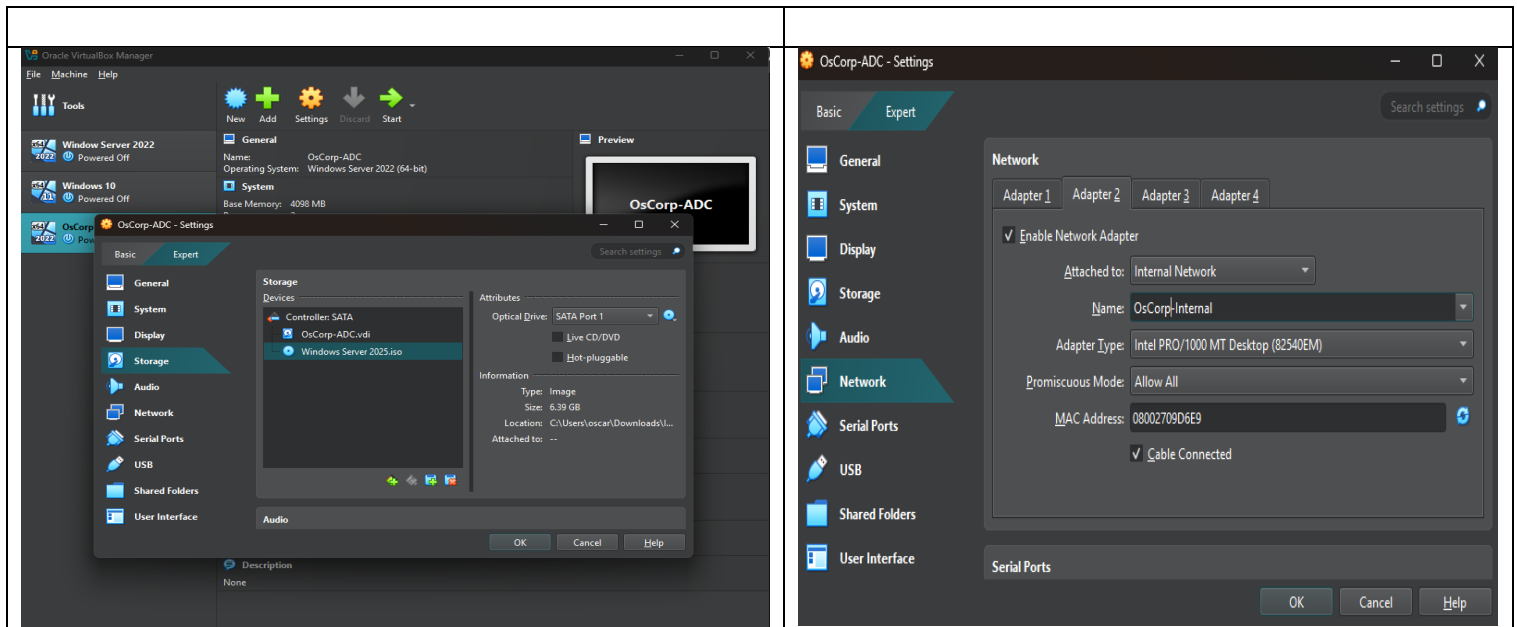 Oracle VirtualBox Manager
File Machine Help
Tools
New Add Settings Discard Start
Window Server 2022
Powered Off
Windows 10
Powered Off
OsCorp
General
Name: OsCorp-ADC
Operating System: Windows Server 2022 (64-bit)
System
Base Memory: 4098 MB
Preview
OsCorp-ADC
OsCorp-ADC - Settings
Basic Expert
Search settings
General
System
Display
Storage
Audio
Network
Serial Ports
USB
Shared Folders
User Interface
Storage
Devices
Controller: SATA
OsCorp-ADC.vdi
Windows Server 2025.iso
Attributes
Optical Drive: SATA Port 1
Live CD/DVD
Hot-pluggable
Information
Type: Image
Size: 6.39 GB
Location: C:\Users\oscar\Downloads\I...
Attached to: --
Audio
OK Cancel Help
Description
None
OsCorp-ADC - Settings
Basic Expert
Search settings
General
System
Display
Storage
Audio
Network
Serial Ports
USB
Shared Folders
User Interface
Network
Adapter 1 Adapter 2 Adapter 3 Adapter 4
Enable Network Adapter
Attached to: Internal Network
Name: OsCorp-Internal
Adapter Type: Intel PRO/1000 MT Desktop (82540EM)
Promiscuous Mode: Allow All
MAC Address: 08002709D6E9
Cable Connected
Serial Ports
OK Cancel Help